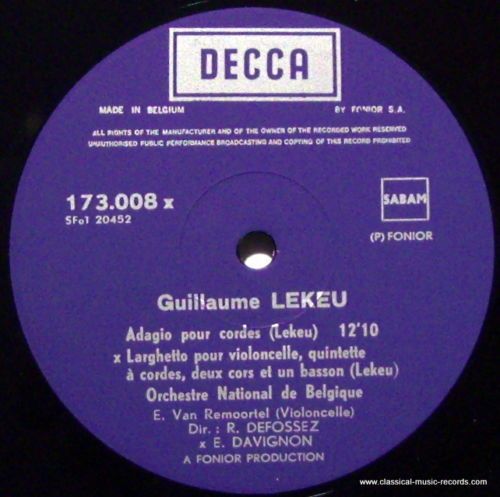 DECCA
MADE IN BELGIUM
BY FONIOR S.A.
ALL RIGHTS OF THE MANUFACTURER AND OF THE OWNER OF THE RECORDED WORK RESERVED
UNAUTHORISED PUBLIC PERFORMANCE BROADCASTING AND COPYING OF THIS RECORD PROHIBITED
173.008 x
SFo1 20452
SABAM
(P) FONIOR
Guillaume LEKEU
Adagio pour cordes (Lekeu) 12'10
x Larghetto pour violoncelle, quintette
à cordes, deux cors et un basson (Lekeu)
Orchestre National de Belgique
E. Van Remoortel (Violoncelle)
Dir. : R. DEFOSSEZ
x E. DAVIGNON
A FONIOR PRODUCTION
www.classical-music-records.com